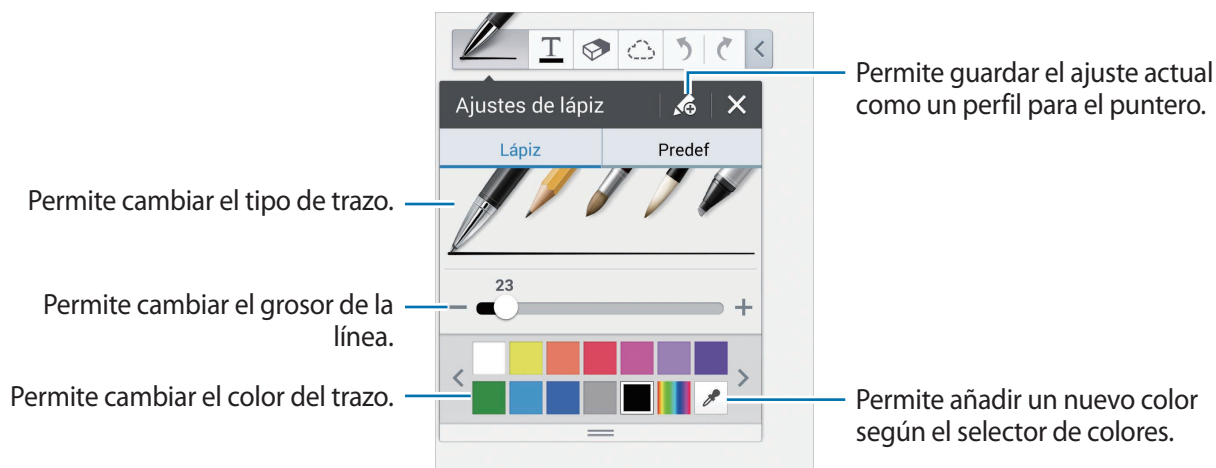 T
Permite guardar el ajuste actual
como un perfil para el puntero.
Ajustes de lápiz
Lápiz
Predef
Permite cambiar el tipo de trazo.
23
Permite cambiar el grosor de la
línea.
Permite cambiar el color del trazo.
Permite añadir un nuevo color
según el selector de colores.